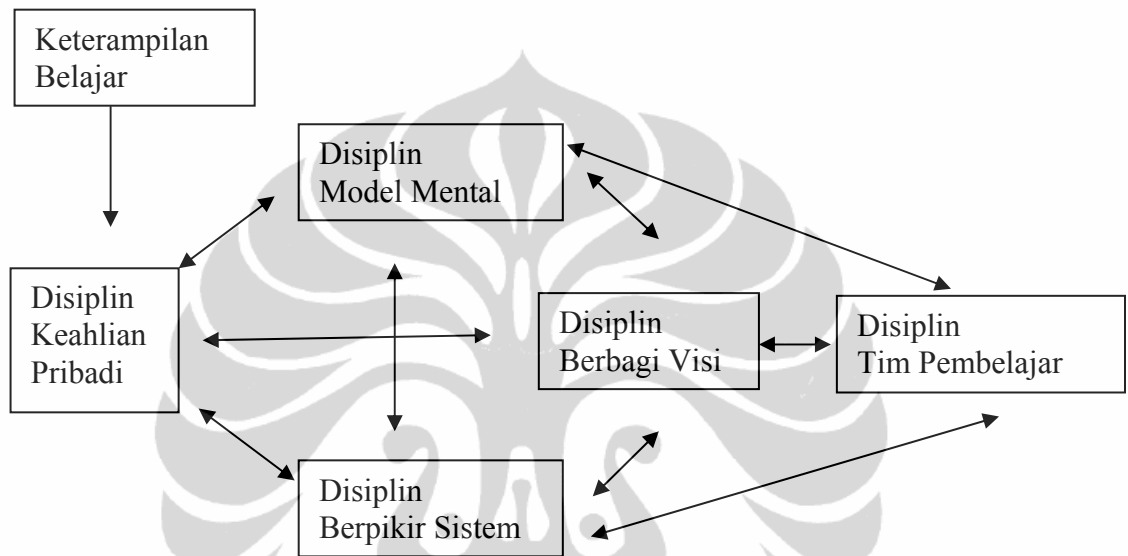 Keterampilan
Belajar
Disiplin
Model Mental
Disiplin
Keahlian
Pribadi
Disiplin
Berbagi Visi
Disiplin
Tim Pembelajar
Disiplin
Berpikir Sistem